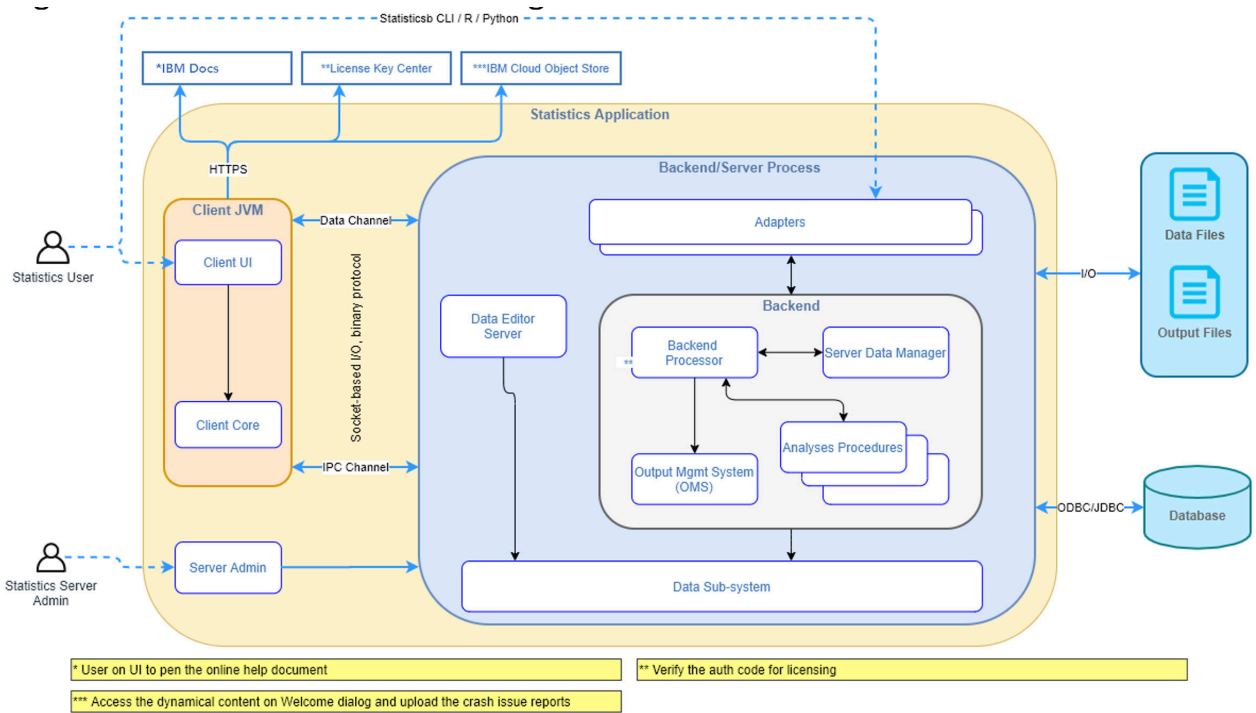 Statisticsb CLI / R / Python
*IBM Docs
**License Key Center
***IBM Cloud Object Store
Statistics Application
HTTPS
Backend/Server Process
Client JVM
Data Channel
Adapters
Data Files
Client UI
Statistics User
I/O
Socket-based I/O, binary protocol
Data Editor
Server
Backend
Output Files
Backend
Processor
**
Server Data Manager
Client Core
Analyses Procedures
IPC Channel
Output Mgmt System
(OMS)
ODBC/JDBC
Database
Server Admin
Statistics Server
Admin
Data Sub-system
* User on UI to pen the online help document
** Verify the auth code for licensing
*** Access the dynamical content on Welcome dialog and upload the crash issue reports